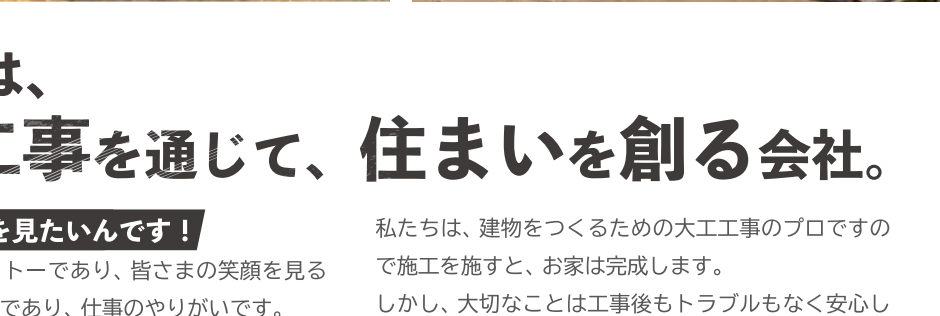 は、
工事を通じて、住まいを創る会社。
を見たいんです！
トーであり、皆さまの笑顔を見る
であり、仕事のやりがいです。
私たちは、建物をつくるための大工工事のプロですの
で施工を施すと、お家は完成します。
しかし、大切なことは工事後もトラブルもなく安心し